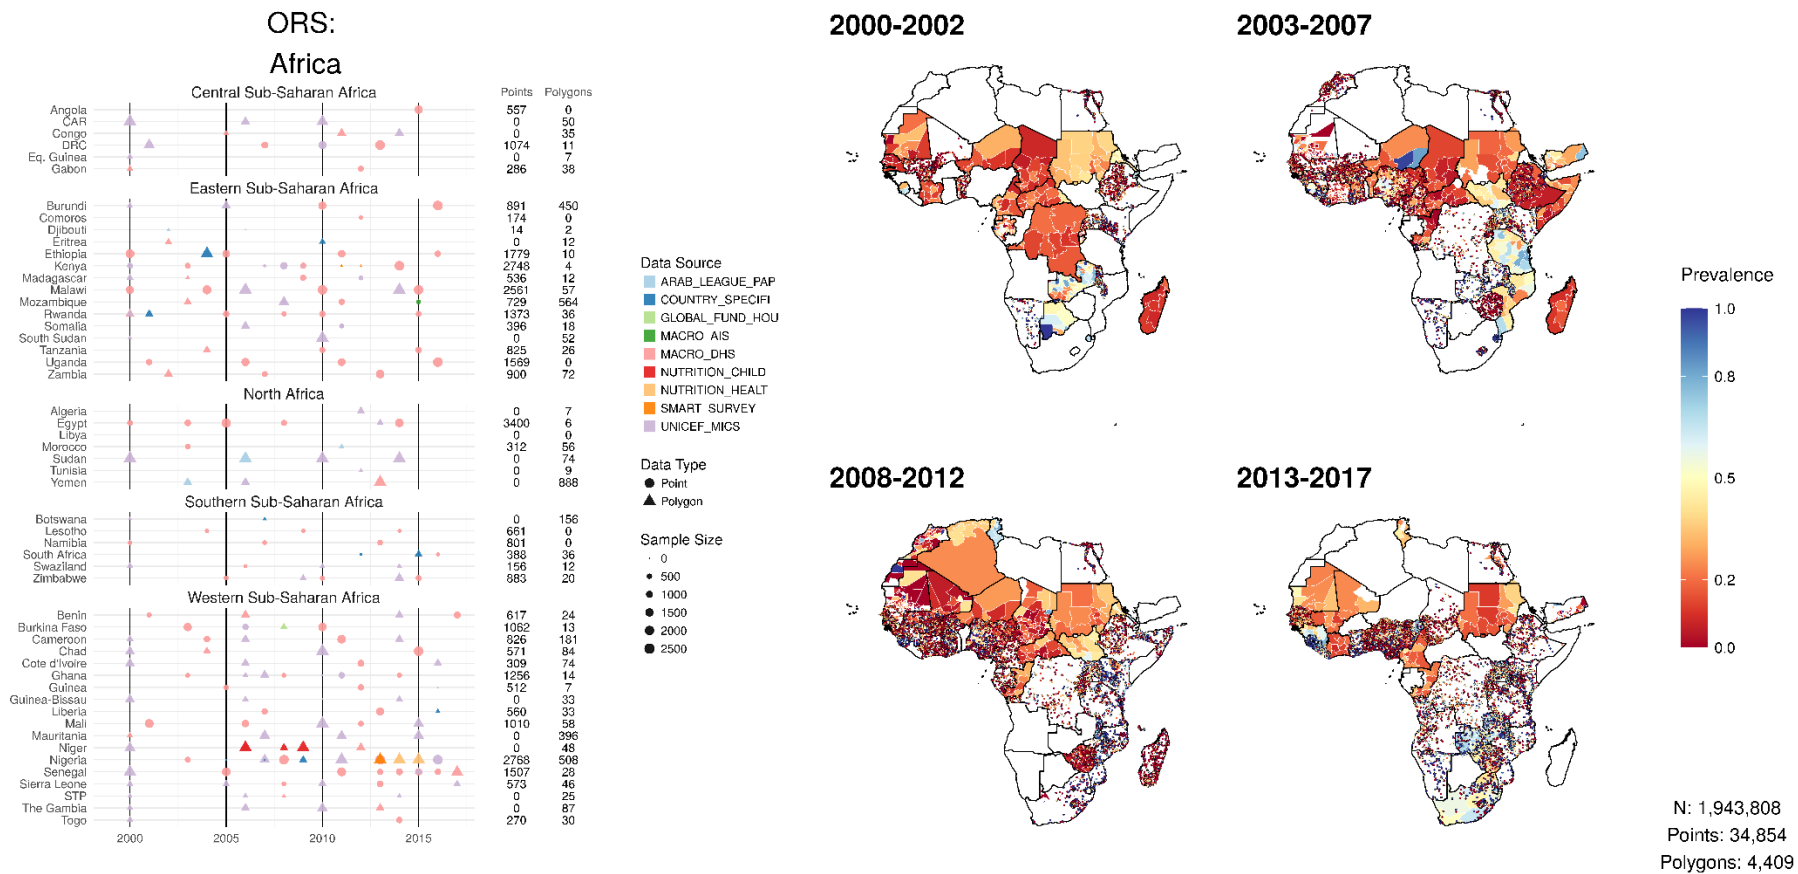 ORS:
Africa
Points Polygons
Central Sub-Saharan Africa
Angola 557 0
CAR 0 50
Congo 0 35
DRC 1074 11
Eq. Guinea 0 7
Gabon 286 38
Eastern Sub-Saharan Africa
Burundi 891 450
Comoros 174 0
Djibouti 14 2
Eritrea 0 12
Ethiopia 1779 10
Kenya 2748 4
Madagascar 536 12
Malawi 2561 57
Mozambique 729 564
Rwanda 1373 36
Somalia 396 18
South Sudan 0 52
Tanzania 825 26
Uganda 1569 0
Zambia 900 72
North Africa
Algeria 0 7
Egypt 3400 6
Libya 0 0
Morocco 312 56
Sudan 0 74
Tunisia 0 9
Yemen 0 888
Southern Sub-Saharan Africa
Botswana 0 156
Lesotho 661 0
Namibia 801 0
South Africa 388 36
Swaziland 156 12
Zimbabwe 883 20
Western Sub-Saharan Africa
Benin 617 24
Burkina Faso 1062 13
Cameroon 826 181
Chad 571 84
Cote d'Ivoire 309 74
Ghana 1256 14
Guinea 512 7
Guinea-Bissau 0 33
Liberia 560 33
Mali 1010 58
Mauritania 0 396
Niger 0 48
Nigeria 2768 508
Senegal 1507 28
Sierra Leone 573 46
STP 0 25
The Gambia 0 87
Togo 270 30
2000 2005 2010 2015
Data Source
ARAB_LEAGUE_PAP
COUNTRY_SPECIFI
GLOBAL_FUND_HOU
MACRO_AIS
MACRO_DHS
NUTRITION_CHILD
NUTRITION_HEALT
SMART_SURVEY
UNICEF_MICS
Data Type
Point
Polygon
Sample Size
0
500
1000
1500
2000
2500
2000-2002
2003-2007
2008-2012
2013-2017
Prevalence
1.0
0.8
0.5
0.2
0.0
N: 1,943,808
Points: 34,854
Polygons: 4,409